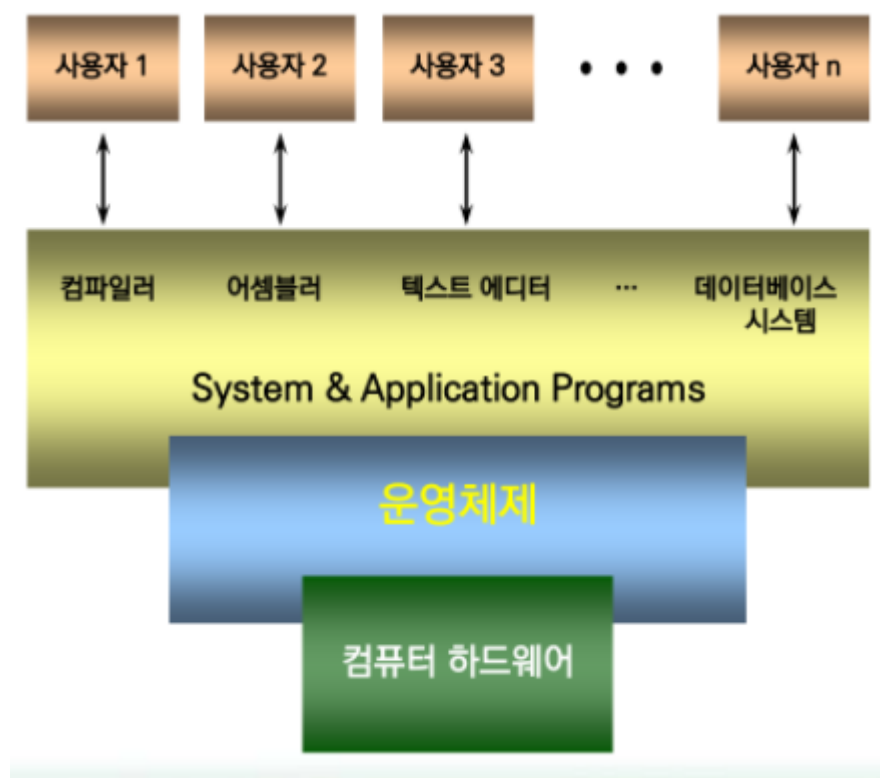 사용자 1
사용자 2
사용자 3
• • •
사용자 n
컴파일러
어셈블러
텍스트 에디터
...
데이터베이스
시스템
System & Application Programs
운영체제
컴퓨터 하드웨어